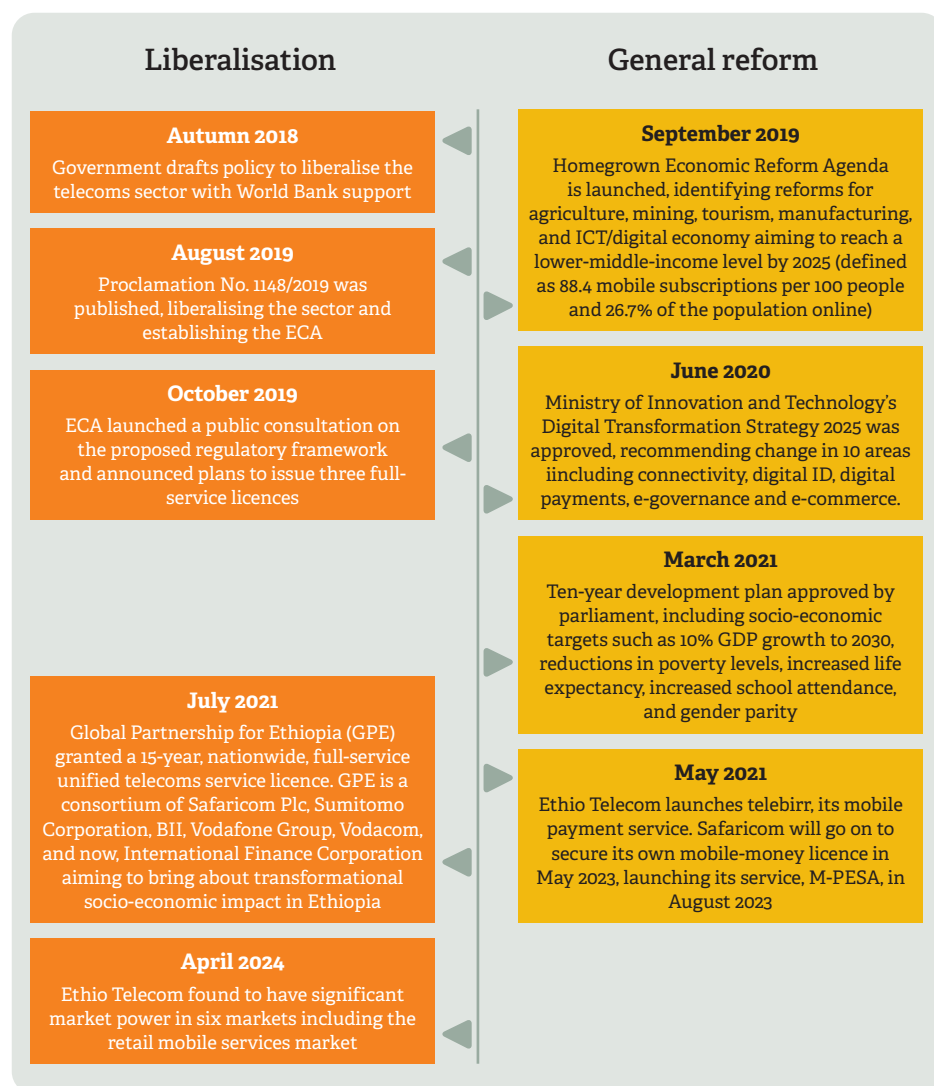 Liberalisation
Autumn 2018
Government drafts policy to liberalise the
telecoms sector with World Bank support
August 2019
Proclamation No. 1148/2019 was
published, liberalising the sector and
establishing the ECA
October 2019
ECA launched a public consultation on
the proposed regulatory framework
and announced plans to issue three full-
service licences
July 2021
Global Partnership for Ethiopia (GPE)
granted a 15-year, nationwide, full-service
unified telecoms service licence. GPE is a
consortium of Safaricom Plc, Sumitomo
Corporation, BII, Vodafone Group, Vodacom,
and now, International Finance Corporation
aiming to bring about transformational
socio-economic impact in Ethiopia
April 2024
Ethio Telecom found to have significant
market power in six markets including the
retail mobile services market
General reform
September 2019
Homegrown Economic Reform Agenda
is launched, identifying reforms for
agriculture, mining, tourism, manufacturing,
and ICT/digital economy aiming to reach a
lower-middle-income level by 2025 (defined
as 88.4 mobile subscriptions per 100 people
and 26.7% of the population online)
June 2020
Ministry of Innovation and Technology's
Digital Transformation Strategy 2025 was
approved, recommending change in 10 areas
iincluding connectivity, digital ID, digital
payments, e-governance and e-commerce.
March 2021
Ten-year development plan approved by
parliament, including socio-economic
targets such as 10% GDP growth to 2030,
reductions in poverty levels, increased life
expectancy, increased school attendance,
and gender parity
May 2021
Ethio Telecom launches telebirr, its mobile
payment service. Safaricom will go on to
secure its own mobile-money licence in
May 2023, launching its service, M-PESA, in
August 2023